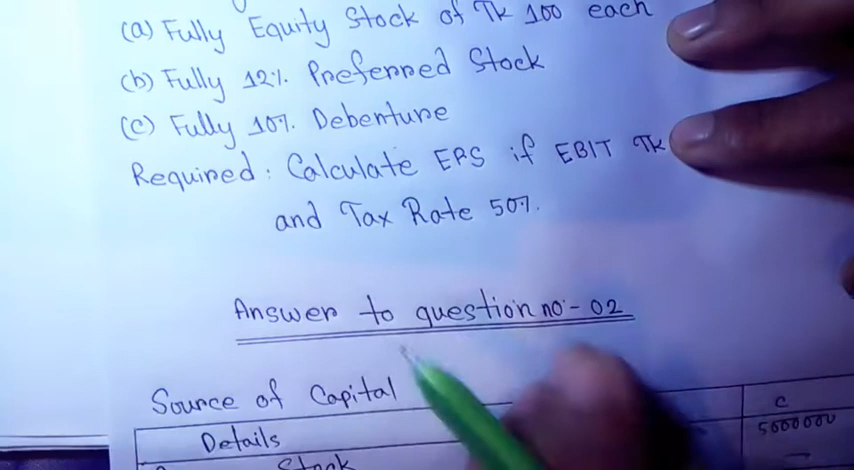 (a) Fully Equity Stock of Tk 100 each
(b) Fully 12% Preferred Stock
(c) Fully 10% Debenture
Required: Calculate EPS if EBIT Tk
and Tax Rate 50%.
Answer to question no:- 02
Source of Capital
Details
C
5000000
Stock